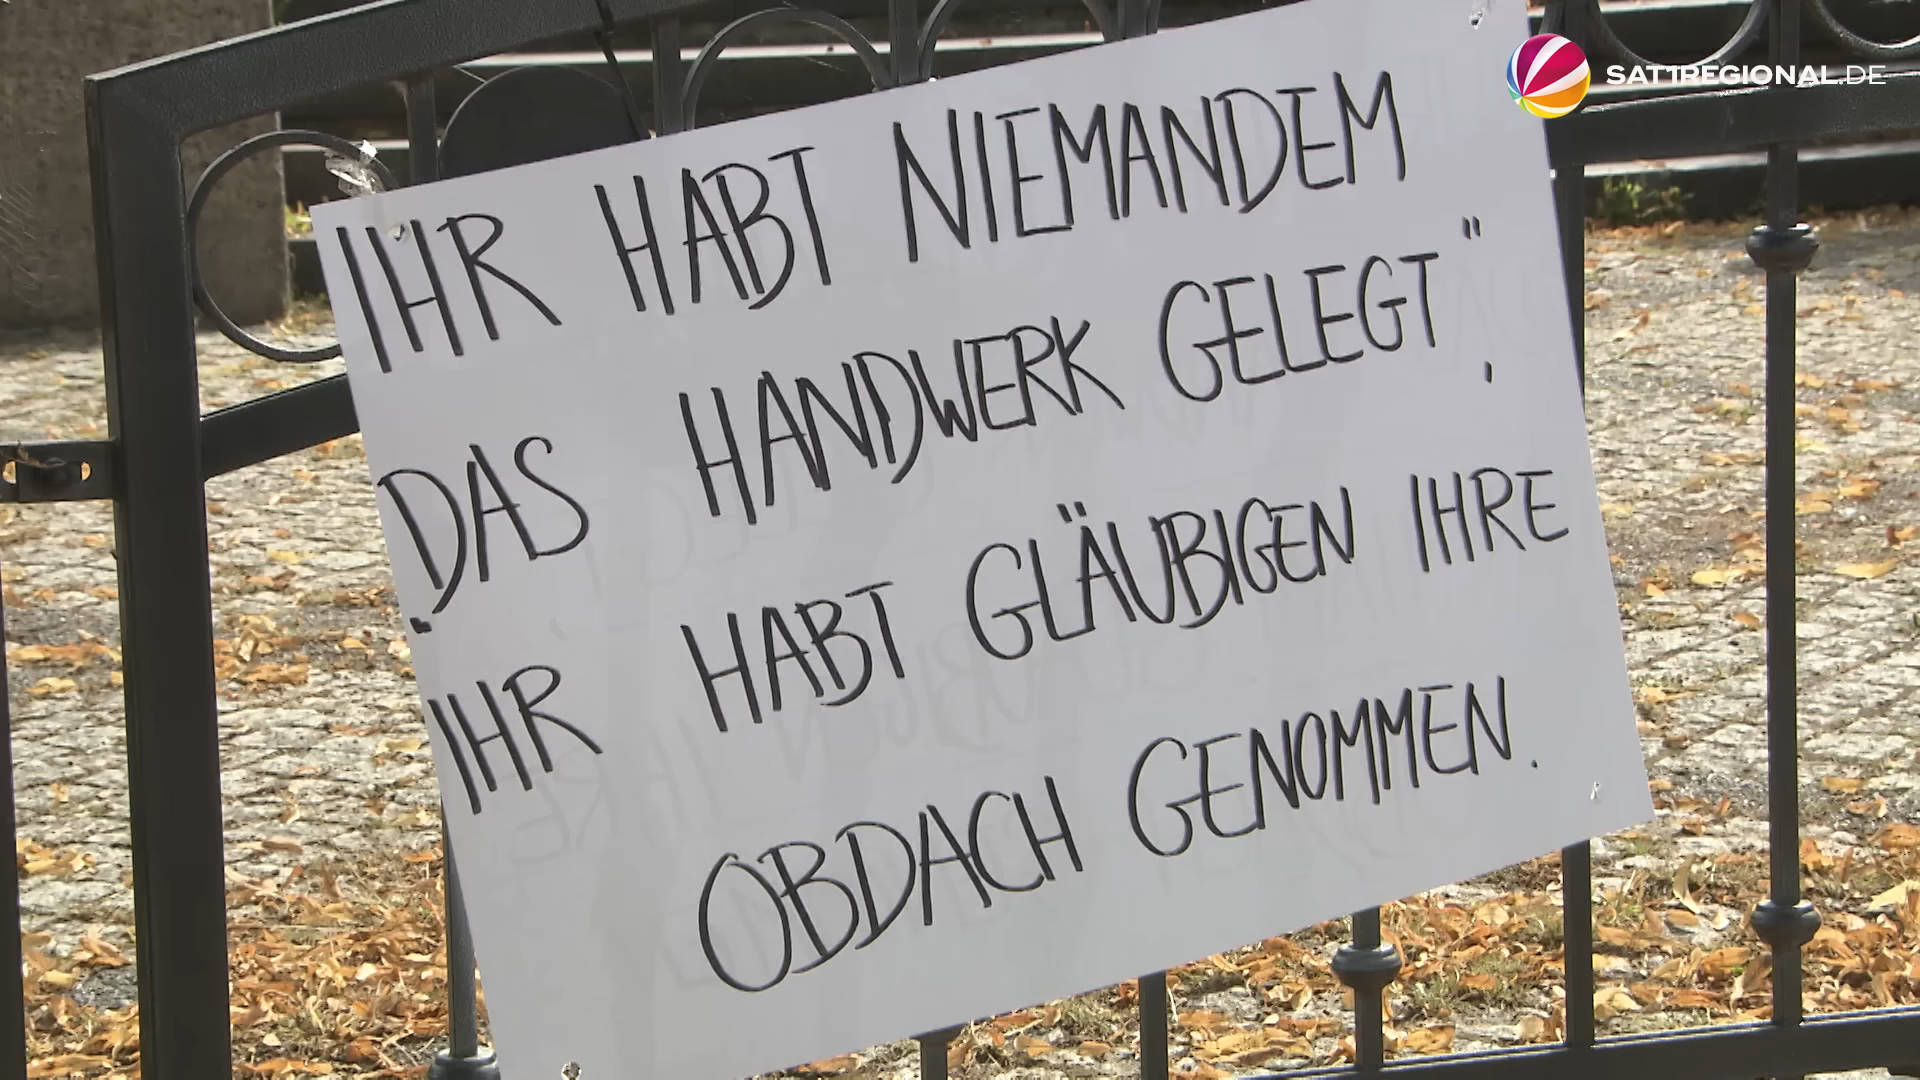 SAT1REGIONAL.DE
IHR HABT NIEMANDEM
„DAS HANDWERK GELEGT“.
IHR HABT GLÄUBIGEN IHRE
OBDACH GENOMMEN.